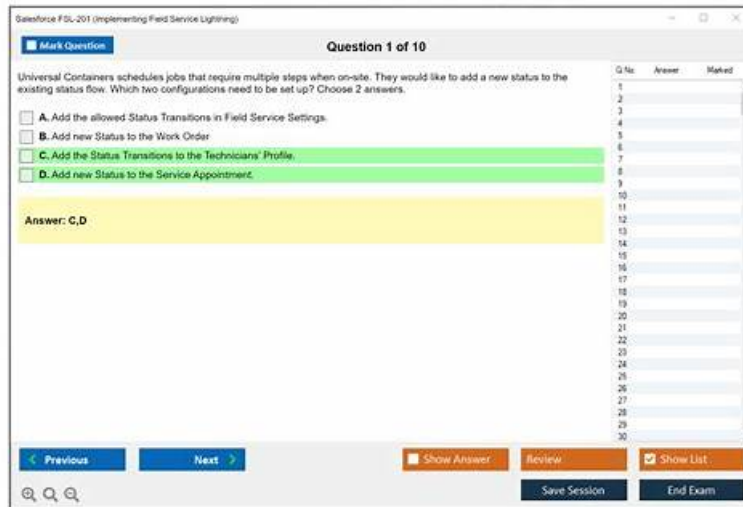 Salesforce FSL-201 (Implementing Field Service Lightning)
Mark Question
Question 1 of 10
Universal Containers schedules jobs that require multiple steps when on-site. They would like to add a new status to the
existing status flow. Which two configurations need to be set up? Choose 2 answers.
A. Add the allowed Status Transitions in Field Service Settings.
B. Add new Status to the Work Order
C. Add the Status Transitions to the Technicians' Profile.
D. Add new Status to the Service Appointment.
Answer: C,D
Q No. Answer Marked
1
2
3
4
5
6
7
8
9
10
11
12
13
14
15
16
17
18
19
20
21
22
23
24
25
26
27
28
29
30
Previous Next Show Answer Review Show List
Save Session End Exam